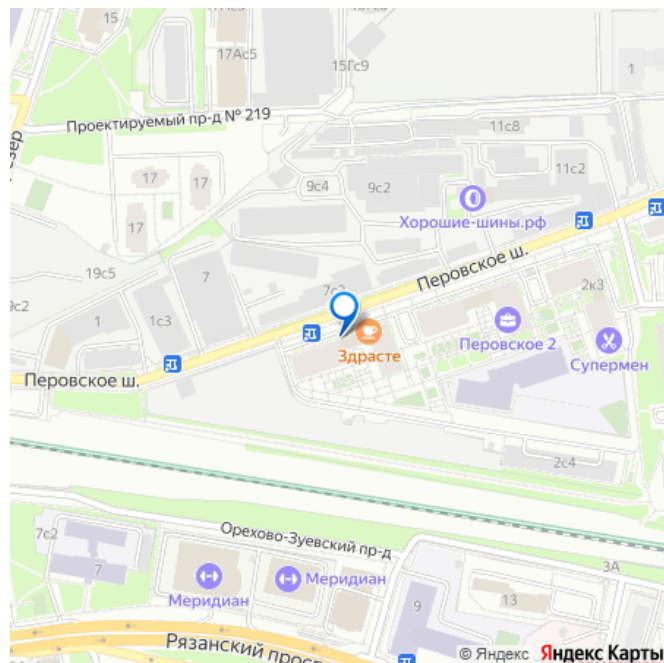 15
17Ас5
15Гс9
1
Проектируемый пр-д № 219
11с8
11с2
17
17
17
9с4
9с2
Хорошие-шины.рф
19с5
7
7с2
Перовское ш.
2к3
1
1с3
Здрасте
Перовское 2
Супермен
Перовское ш.
2с4
7с2
7
Орехово-Зуевский пр-д
3А
Меридиан
Меридиан
9
13
Рязанский просп
© Яндекс Яндекс Карты